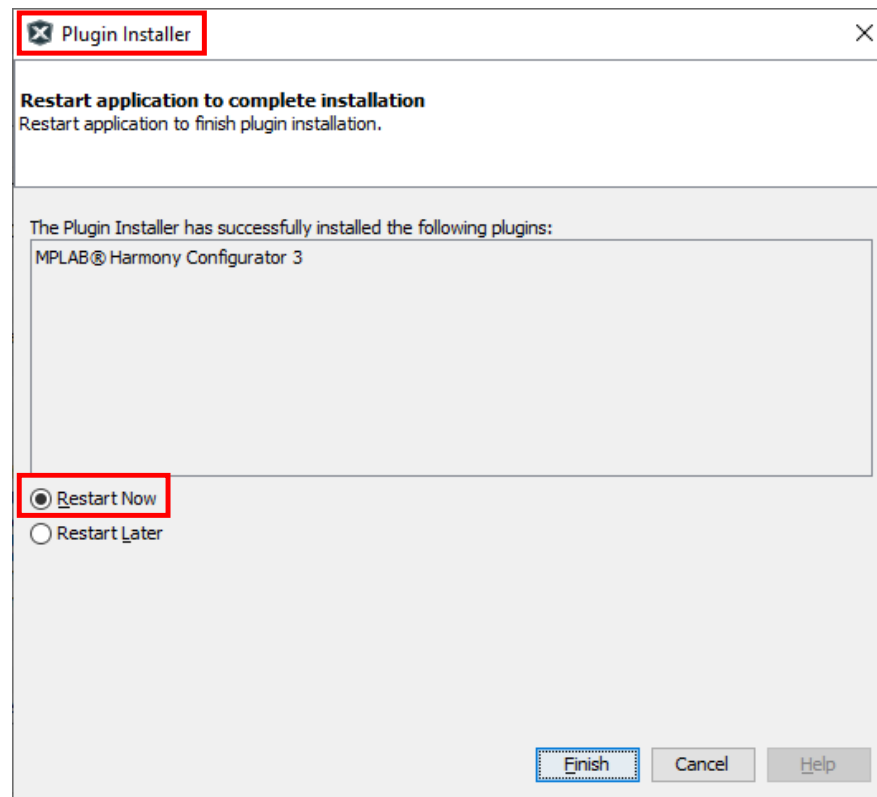 Plugin Installer
Restart application to complete installation
Restart application to finish plugin installation.
The Plugin Installer has successfully installed the following plugins:
MPLAB® Harmony Configurator 3
Restart Now
Restart Later
Finish Cancel Help